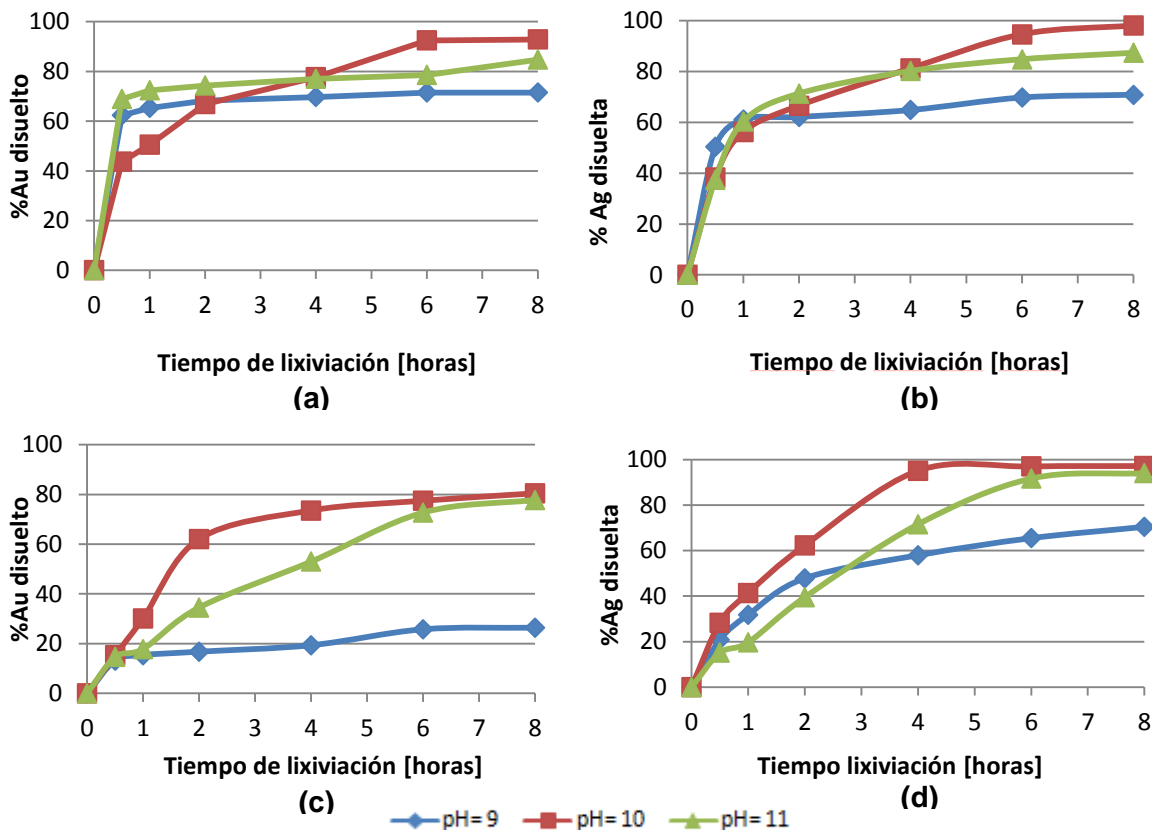 100
80
60
40
20
0
%Au disuelto
0 1 2 3 4 5 6 7 8
Tiempo de lixiviación [horas]
(a)
100
80
60
40
20
0
% Ag disuelta
0 1 2 3 4 5 6 7 8
Tiempo de lixiviación [horas]
(b)
100
80
60
40
20
0
%Au disuelto
0 1 2 3 4 5 6 7 8
Tiempo de lixiviación [horas]
(c)
100
80
60
40
20
0
%Ag disuelta
0 1 2 3 4 5 6 7 8
Tiempo lixiviación [horas]
(d)
pH= 9 pH= 10 pH= 11